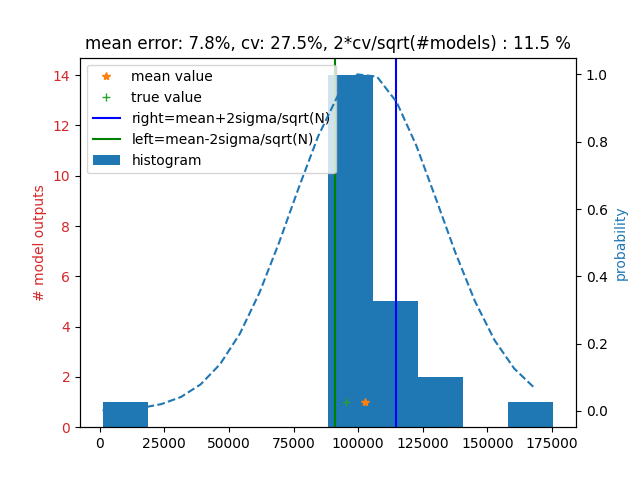 mean error: 7.8%, cv: 27.5%, 2*cv/sqrt(#models) : 11.5 %
mean value
true value
right=mean+2sigma/sqrt(N)
left=mean-2sigma/sqrt(N)
histogram
# model outputs
14
12
10
8
6
4
2
0
probability
1.0
0.8
0.6
0.4
0.2
0.0
0 25000 50000 75000 100000 125000 150000 175000